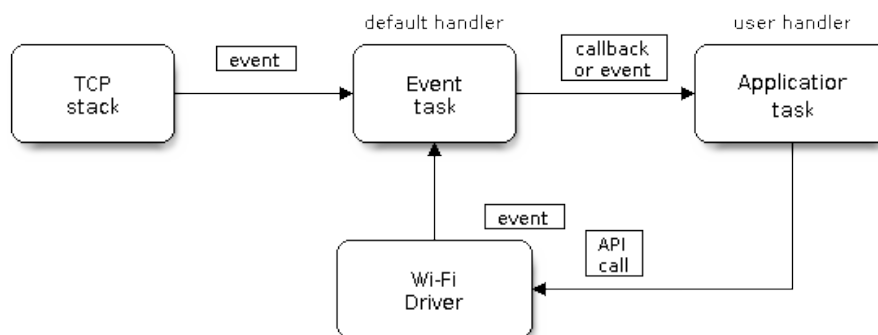 default handler
user handler
event
callback
or event
TCP
stack
Event
task
Application
task
event
API
call
Wi-Fi
Driver